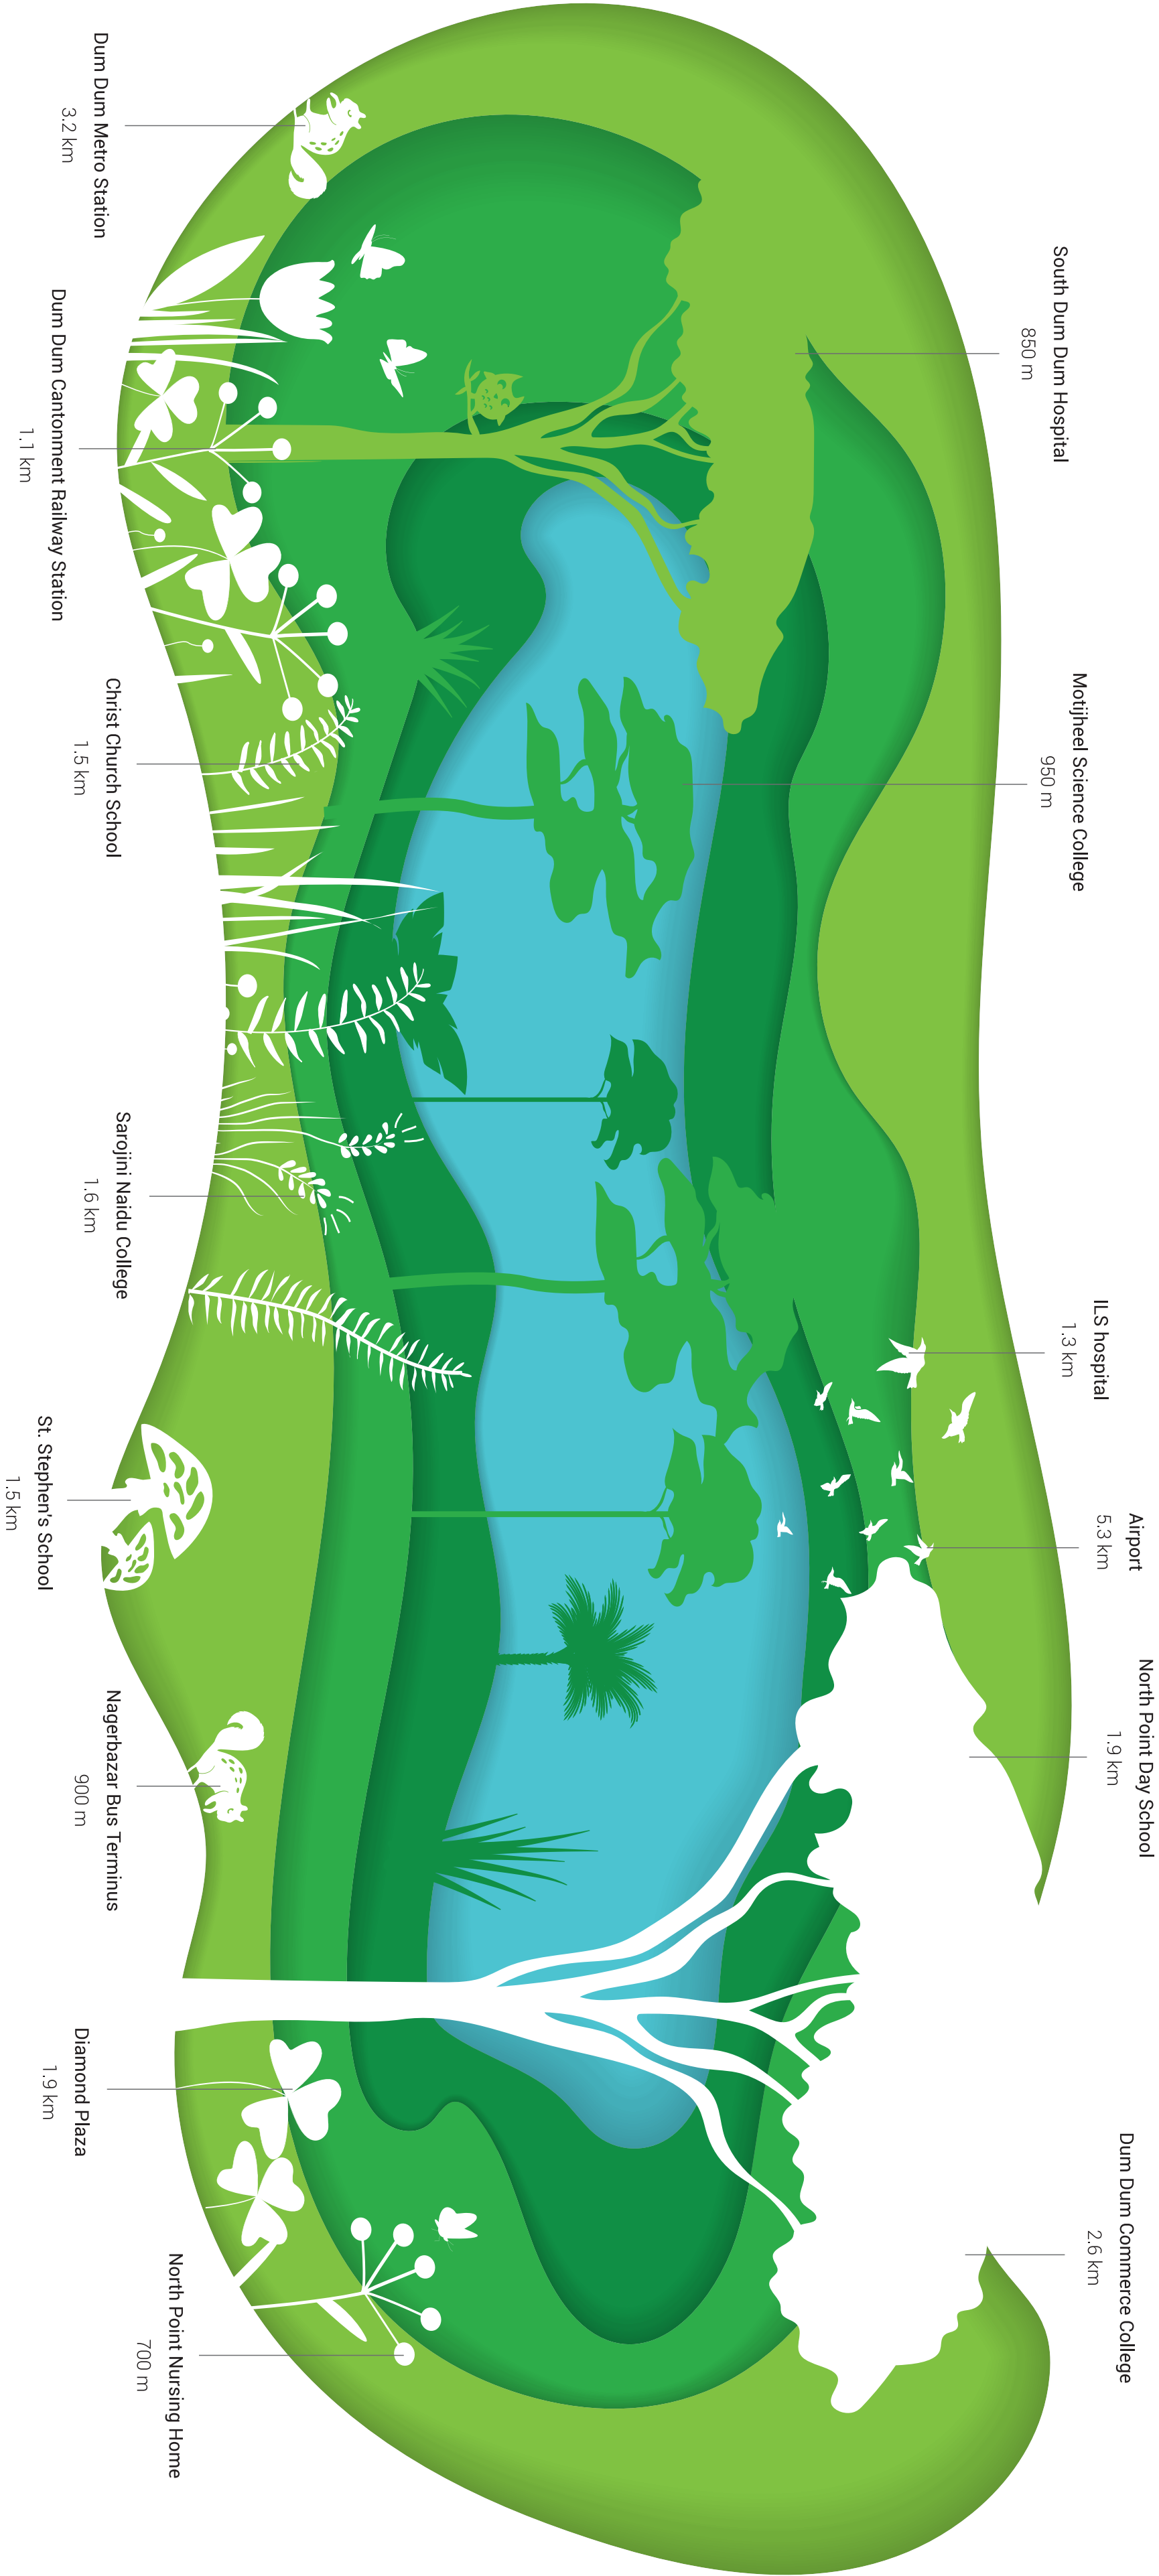 South Dum Dum Hospital
850 m
Motijheel Science College
950 m
ILS hospital
1.3 km
Airport
5.3 km
North Point Day School
1.9 km
Dum Dum Commerce College
2.6 km
Dum Dum Metro Station
3.2 km
Dum Dum Cantonment Railway Station
1.1 km
Christ Church School
1.5 km
Sarojini Naidu College
1.6 km
St. Stephen's School
1.5 km
Nagerbazar Bus Terminus
900 m
Diamond Plaza
1.9 km
North Point Nursing Home
700 m